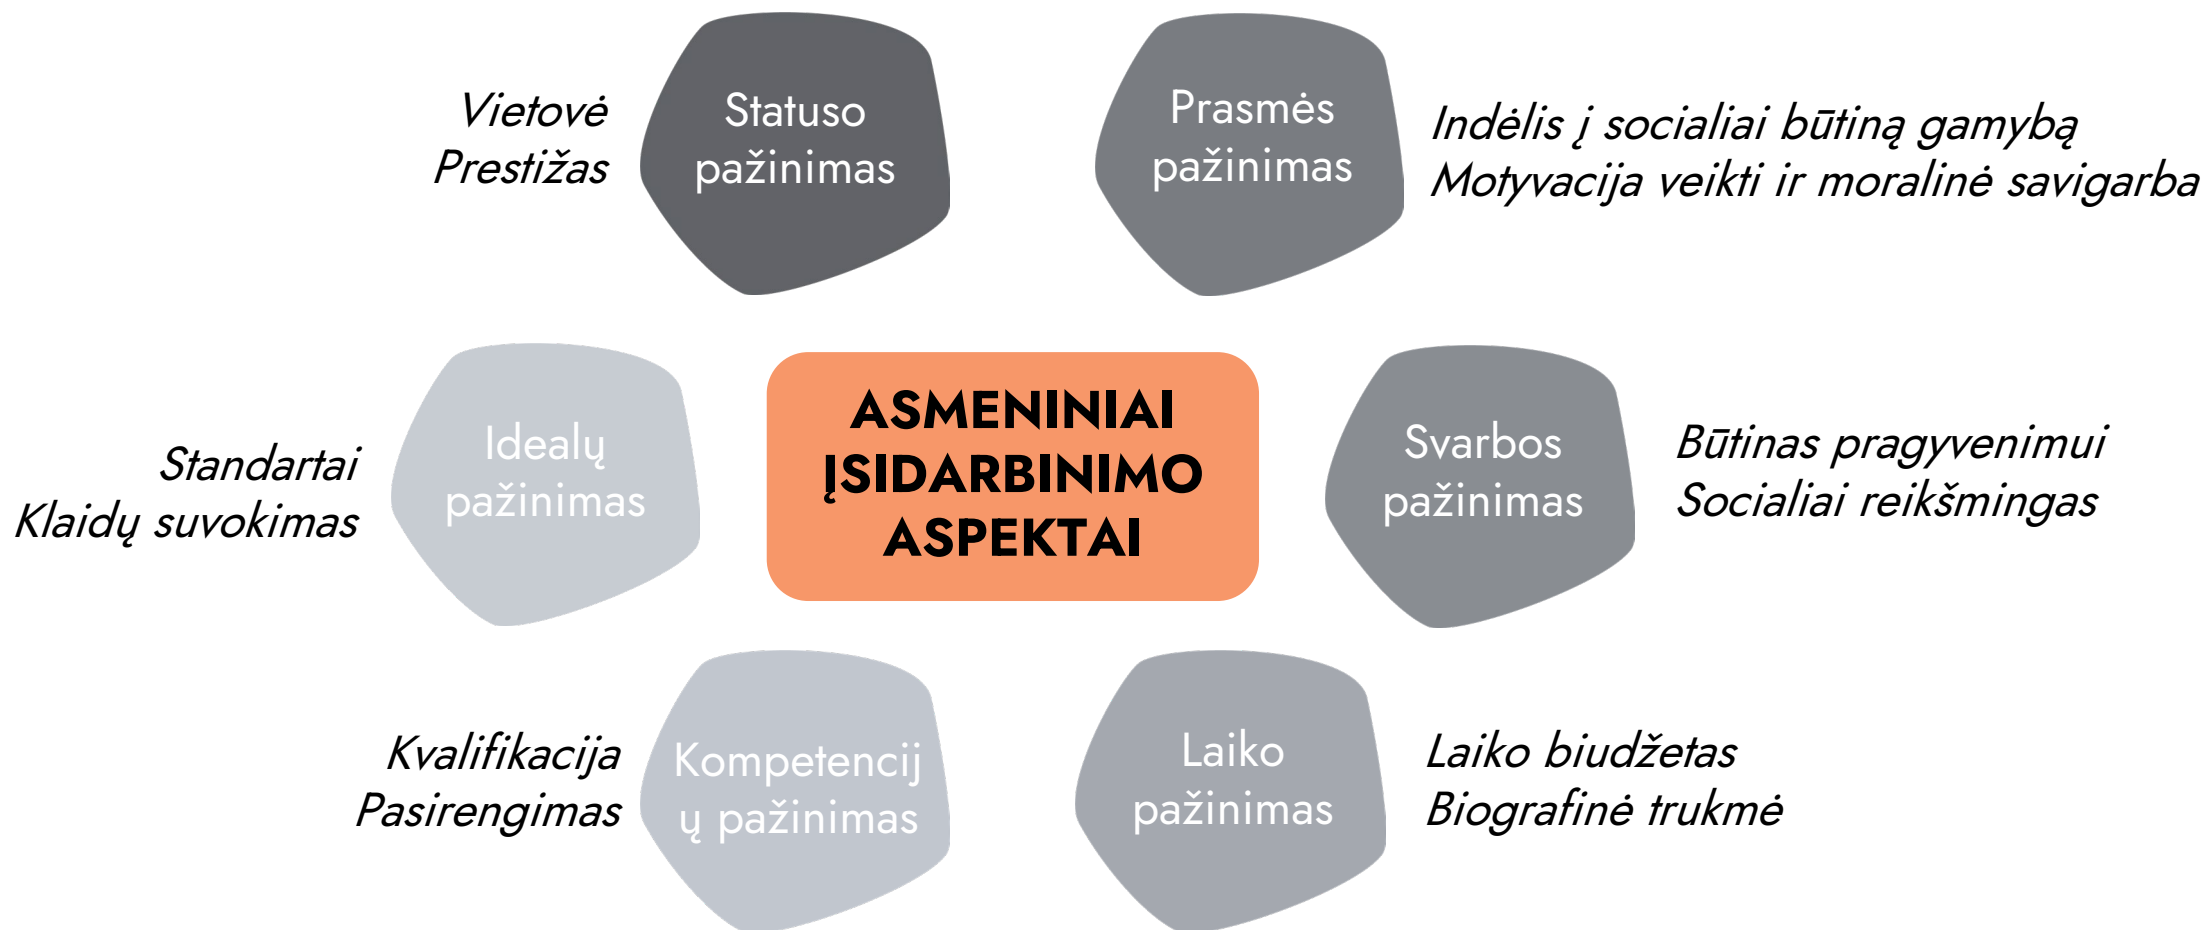 Vietovė
Prestižas
Statuso
pažinimas
Prasmės
pažinimas
Indėlis į socialiai būtiną gamybą
Motyvacija veikti ir moralinė savigarba
Standartai
Klaidų suvokimas
Idealų
pažinimas
ASMENINIAI
ĮSIDARBINIMO
ASPEKTAI
Svarbos
pažinimas
Būtinas pragyvenimui
Socialiai reikšmingas
Kvalifikacija
Pasirengimas
Kompetencij
ų pažinimas
Laiko
pažinimas
Laiko biudžetas
Biografinė trukmė